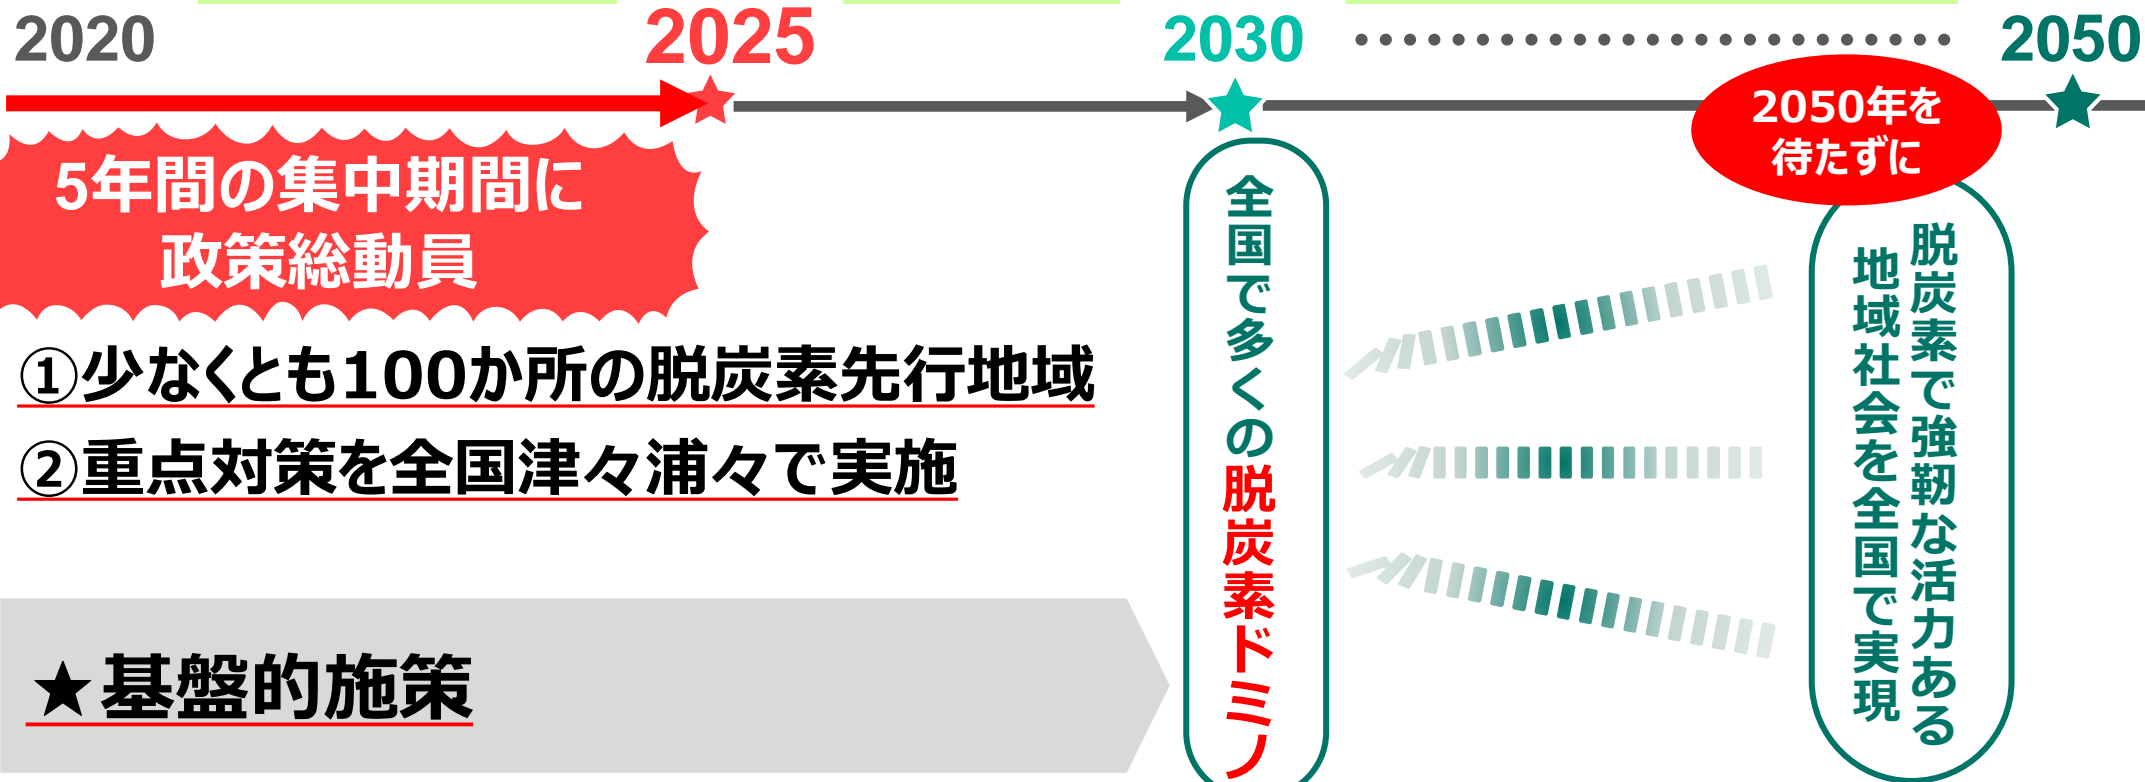 2020
2025
2030
2050
5年間の集中期間に
政策総動員
①少なくとも100か所の脱炭素先行地域
②重点対策を全国津々浦々で実施
★基盤的施策
全国で多くの脱炭素ドミノ
2050年を
待たずに
脱炭素で強靭な活力ある
地域社会を全国で実現